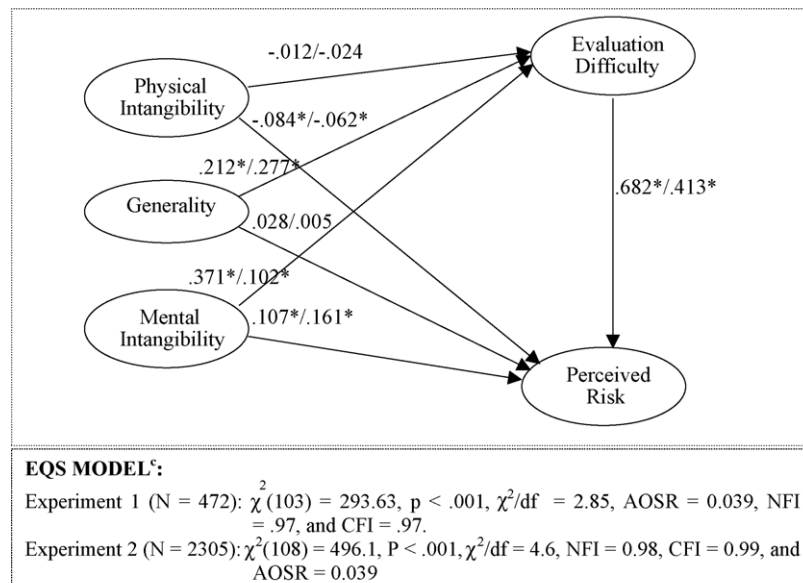 -.012/-.024
Evaluation
Difficulty
Physical
Intangibility
-.084*/-.062*
.212*/.277*
.682*/.413*
Generality
.028/.005
.371*/.102*
Mental
Intangibility
.107*/.161*
Perceived
Risk
EQS MODELᶜ:
Experiment 1 (N = 472): χ²(103) = 293.63, p < .001, χ²/df = 2.85, AOSR = 0.039, NFI
= .97, and CFI = .97.
Experiment 2 (N = 2305): χ²(108) = 496.1, P < .001, χ²/df = 4.6, NFI = 0.98, CFI = 0.99, and
AOSR = 0.039